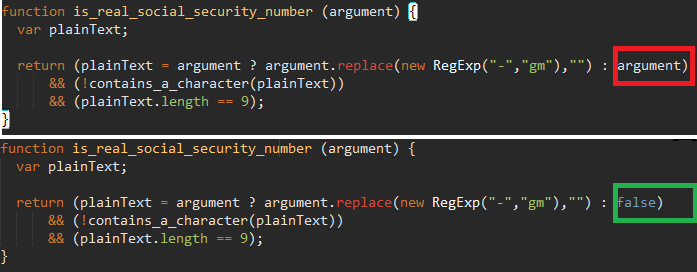 function is_real_social_security_number (argument) {
var plainText;
return (plainText = argument ? argument.replace(new RegExp("-","gm"),"") : argument)
&& (!contains_a_character(plainText))
&& (plainText.length == 9);
}
function is_real_social_security_number (argument) {
var plainText;
return (plainText = argument ? argument.replace(new RegExp("-","gm"),"") : false)
&& (!contains_a_character(plainText))
&& (plainText.length == 9);
}